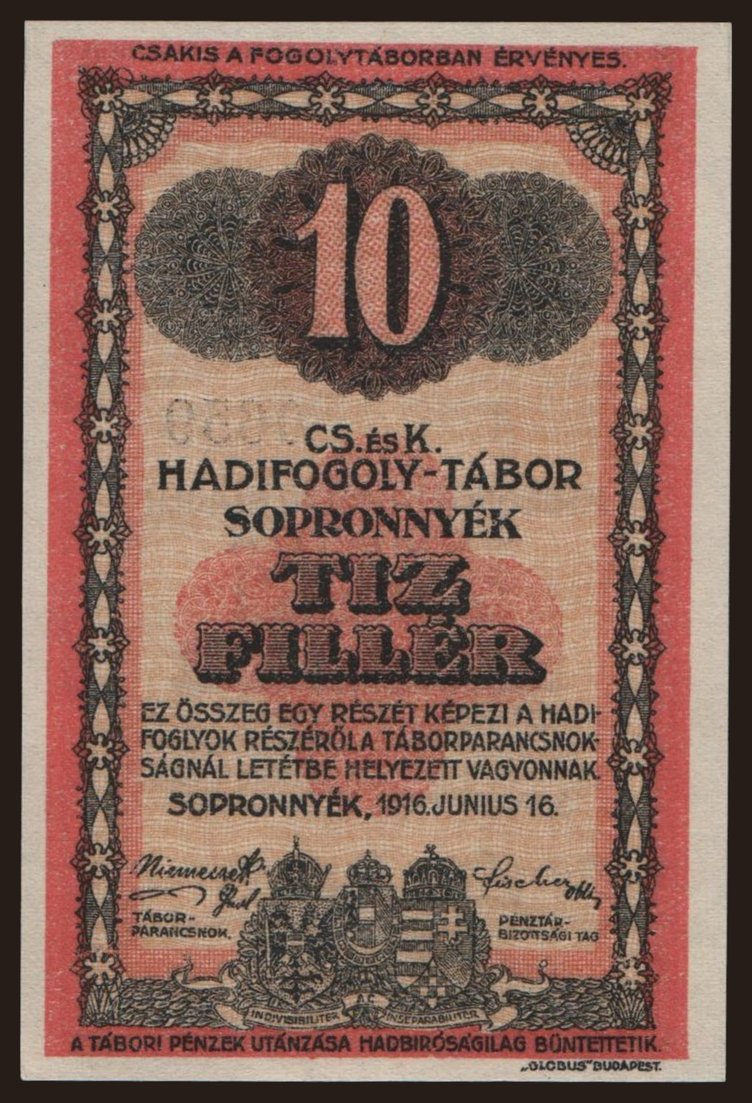 CSAKIS A FOGOLYTÁBORBAN ÉRVÉNYES.
10
CS. ÉS K.
HADIFOGOLY-TÁBOR
SOPRONNYÉK
TIZ
FILLÉR
EZ ÖSSZEG EGY RÉSZÉT KÉPEZI A HADI-
FOGLYOK RÉSZÉRŐL A TÁBORPARANCSNOK-
SÁGNÁL LETÉTBE HELYEZETT VAGYONNAK.
SOPRONNYÉK, 1916. JUNIUS 16.
TÁBOR-
PARANCSNOK.
Fischer
PÉNZTÁR-
BIZOTTSÁGI TAG
INDIVISIBILITER AC INSEPARABILITER
A TÁBORI PÉNZEK UTÁNZÁSA HADBIRÓSÁGILAG BÜNTETTETIK.
„GLOBUS" BUDAPEST.